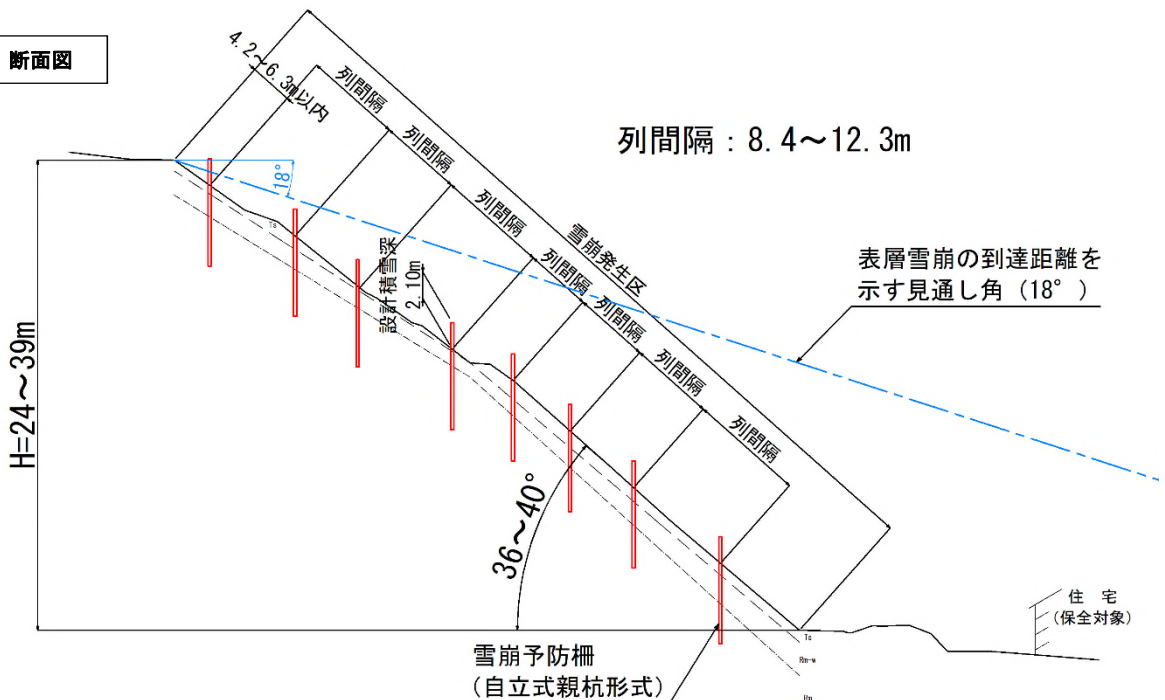 断面図
4.2～6.3m以内
列間隔
列間隔
列間隔
列間隔
列間隔
列間隔
列間隔
雪崩発生区
列間隔：8.4～12.3m
18°
Ts
設計積雪深
2.10m
表層雪崩の到達距離を
示す見通し角（18°）
H=24～39m
36～40°
雪崩予防柵
（自立式親杭形式）
住　宅
（保全対象）
Ts
Rm-w
Rm